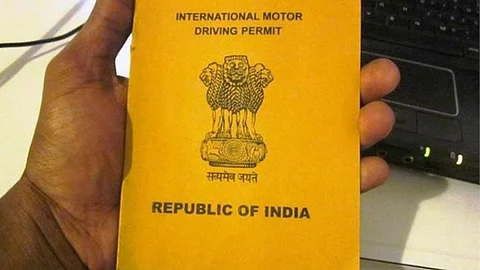 INTERNATIONAL MOTOR
DRIVING PERMIT
सत्यमेव जयते
REPUBLIC OF INDIA